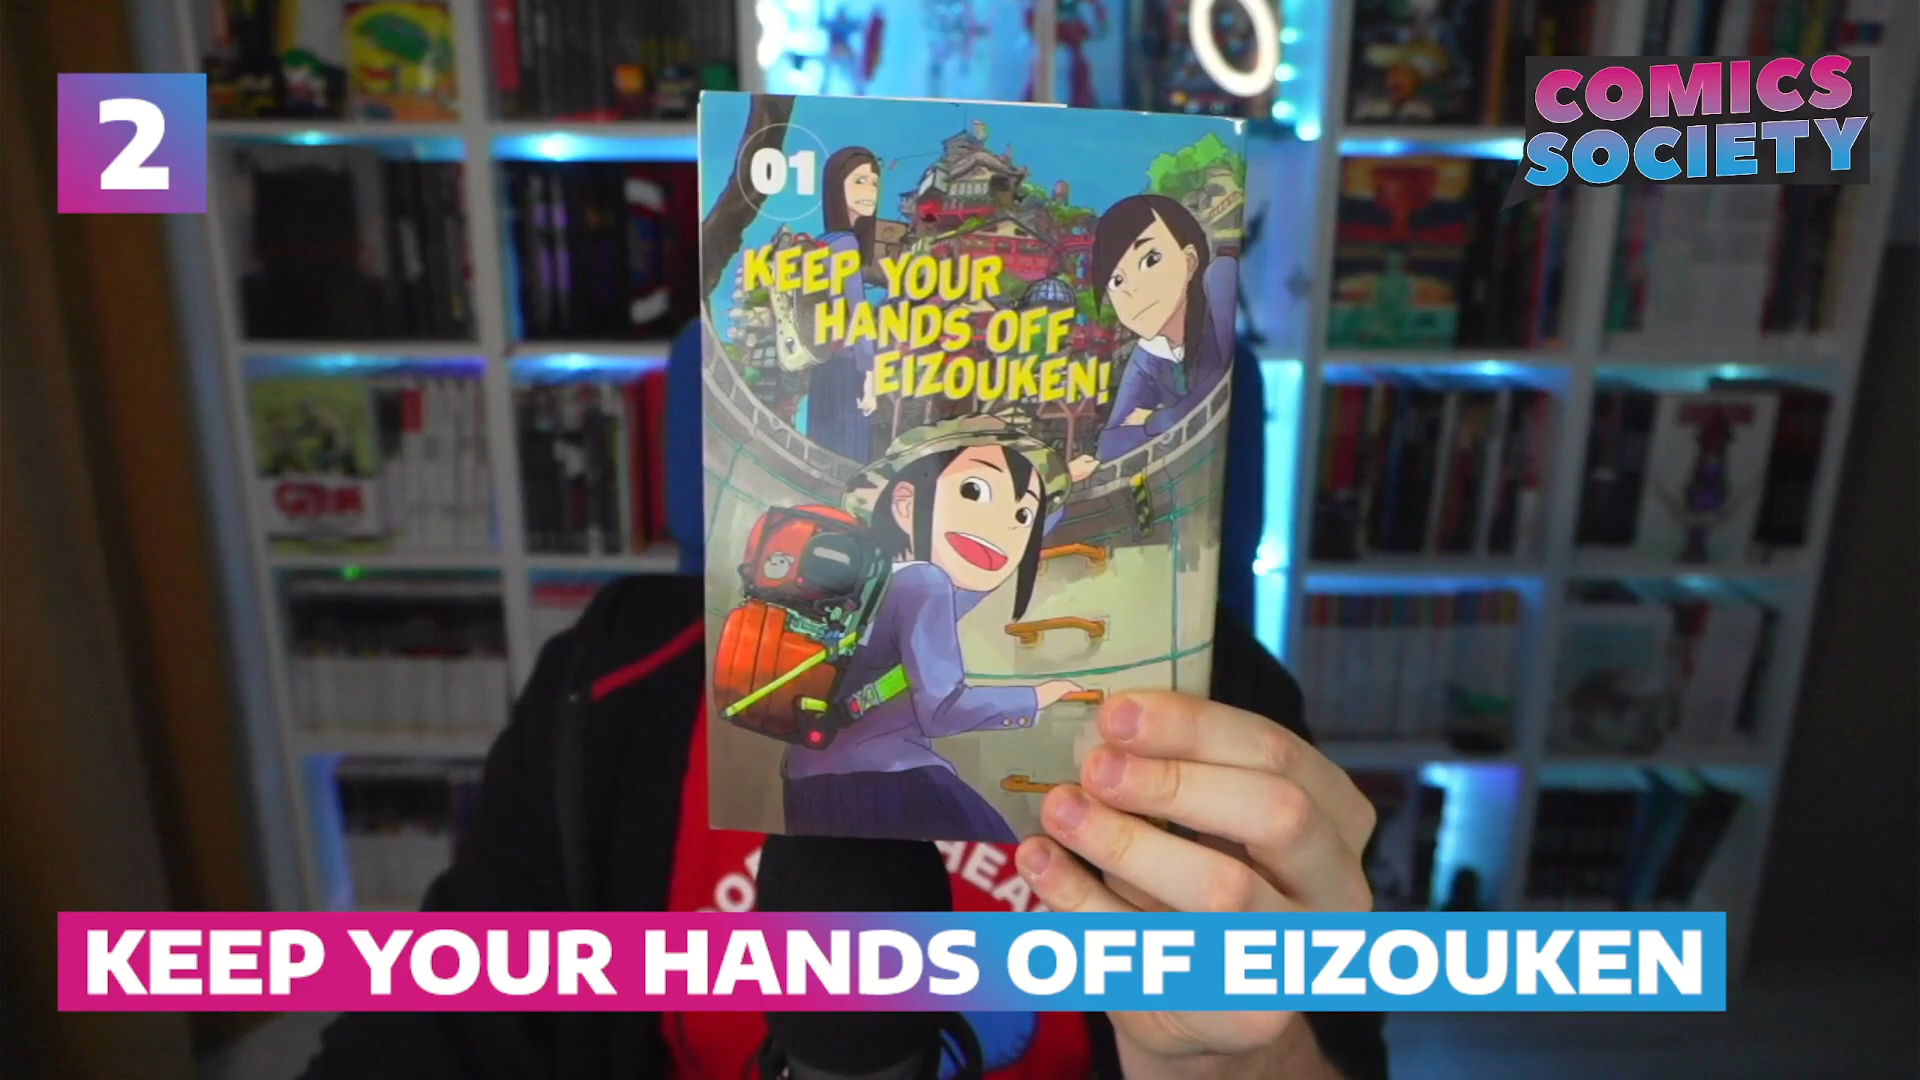 2
COMICS
SOCIETY
01
KEEP YOUR
HANDS OFF
EIZOUKEN!
KEEP YOUR HANDS OFF EIZOUKEN